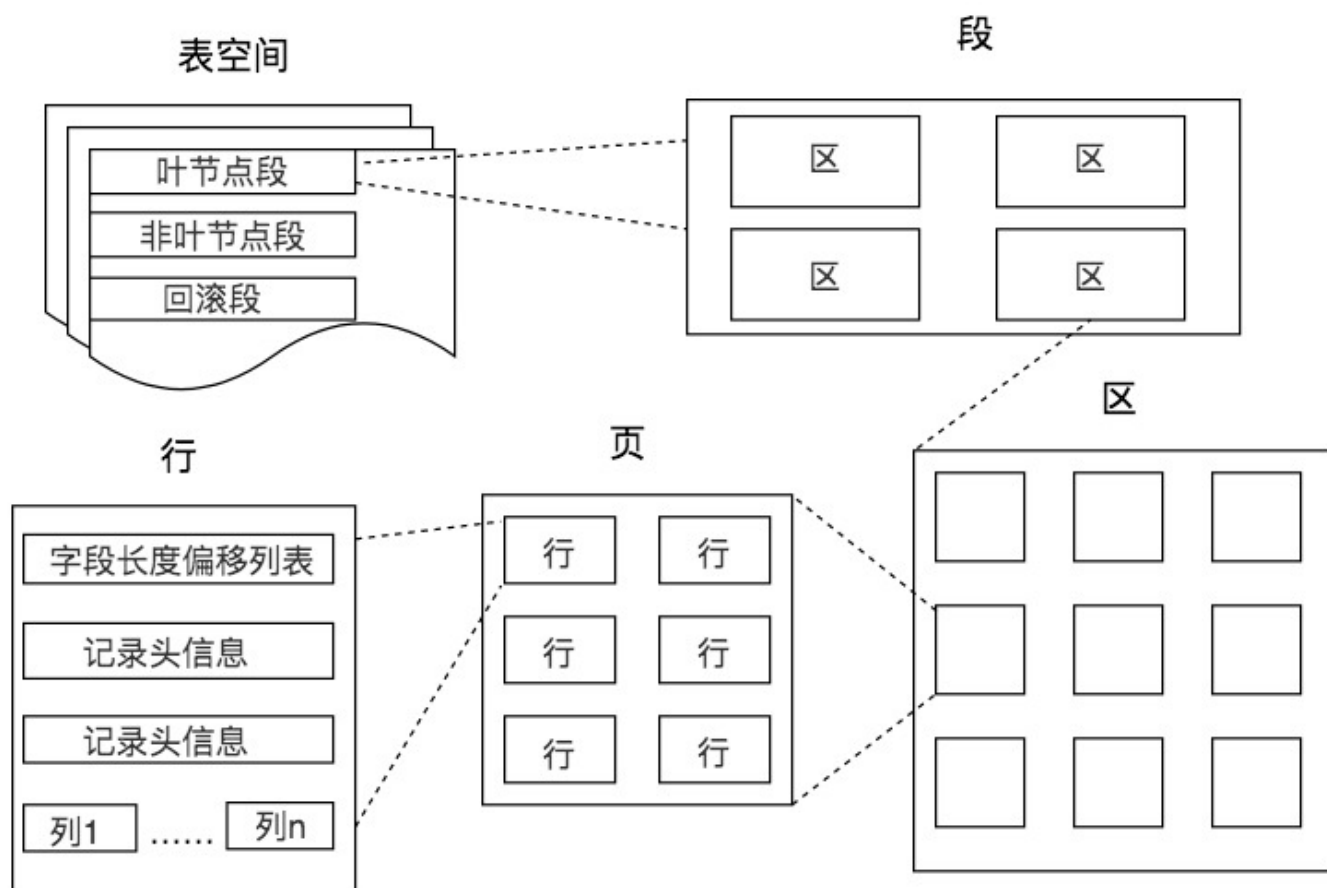 表空间
叶节点段
非叶节点段
回滚段
段
区 区
区 区
区
页
行 行
行 行
行 行
行
字段长度偏移列表
记录头信息
记录头信息
列1 …… 列n